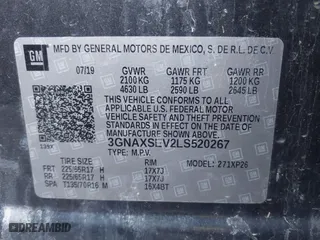 GM
MFD BY GENERAL MOTORS DE MEXICO, S. DE R.L. DE C.V.
07/19 GVWR GAWR FRT GAWR RR
2100 KG 1175 KG 1200 KG
4630 LB 2590 LB 2645 LB
THIS VEHICLE CONFORMS TO ALL APPLICABLE
U.S. FEDERAL MOTOR VEHICLE SAFETY AND
THEFT PREVENTION STANDARDS IN EFFECT ON
THE DATE OF MANUFACTURE SHOWN ABOVE.
3GNAXSEV2LS520267
TYPE: M.P.V.
TIRE SIZE RIM MODEL: 271XP26
FRT 225/65R17 H 17X7J
RR 225/65R17 H 17X7J
SPA T135/70R16 M 16X4BT
BID.CARS